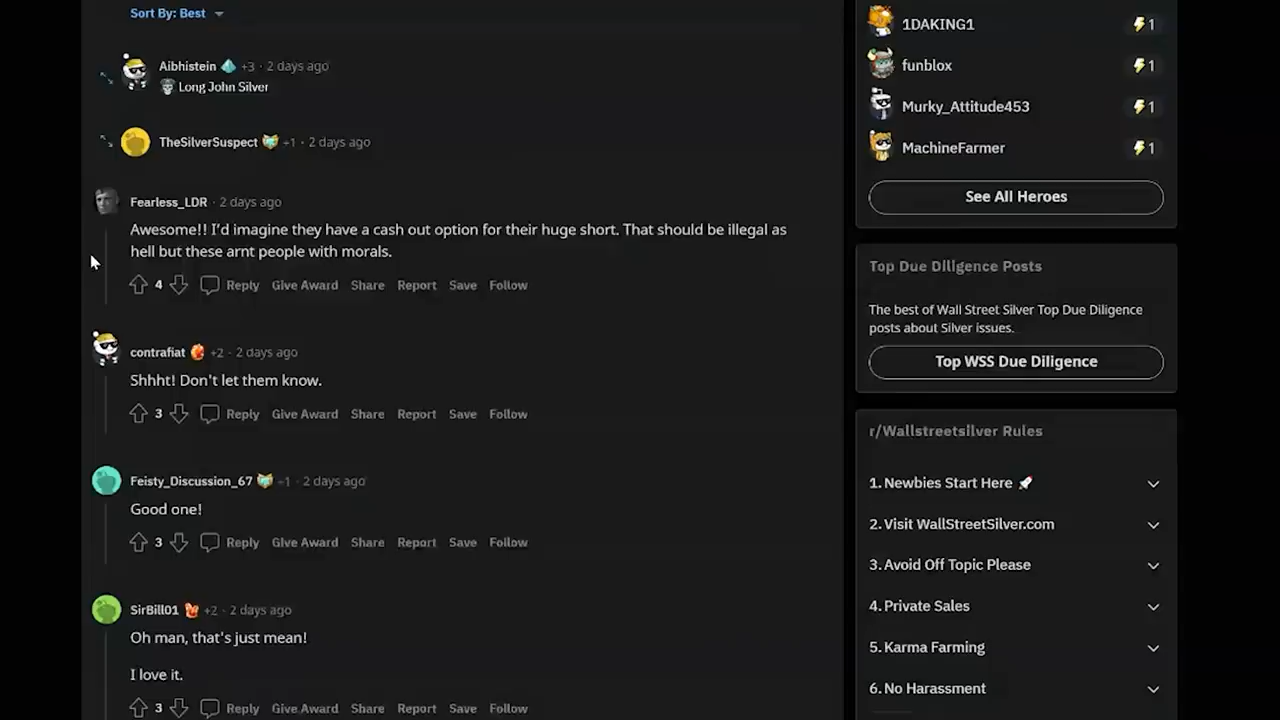 Sort By: Best
Aibhistein +3 · 2 days ago
Long John Silver
TheSilverSuspect +1 · 2 days ago
Fearless_LDR · 2 days ago
Awesome!! I'd imagine they have a cash out option for their huge short. That should be illegal as
hell but these arnt people with morals.
4 Reply Give Award Share Report Save Follow
contrafiat +2 · 2 days ago
Shhht! Don't let them know.
3 Reply Give Award Share Report Save Follow
Feisty_Discussion_67 +1 · 2 days ago
Good one!
3 Reply Give Award Share Report Save Follow
SirBill01 +2 · 2 days ago
Oh man, that's just mean!
I love it.
3 Reply Give Award Share Report Save Follow
1DAKING1 1
funblox 1
Murky_Attitude453 1
MachineFarmer 1
See All Heroes
Top Due Diligence Posts
The best of Wall Street Silver Top Due Diligence
posts about Silver issues.
Top WSS Due Diligence
r/Wallstreetsilver Rules
1. Newbies Start Here 🚀
2. Visit WallStreetSilver.com
3. Avoid Off Topic Please
4. Private Sales
5. Karma Farming
6. No Harassment